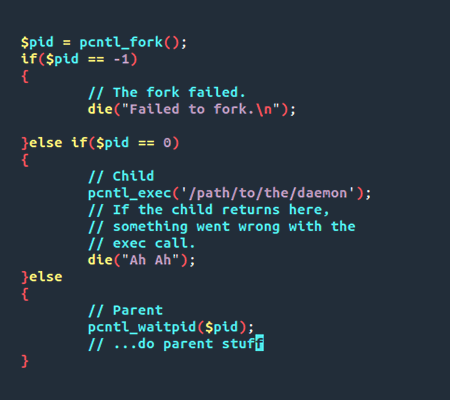 $pid = pcntl_fork();
if($pid == -1)
{
        // The fork failed.
        die("Failed to fork.\n");

}else if($pid == 0)
{
        // Child
        pcntl_exec('/path/to/the/daemon');
        // If the child returns here,
        // something went wrong with the
        // exec call.
        die("Ah Ah");
}else
{
        // Parent
        pcntl_waitpid($pid);
        // ...do parent stuff
}